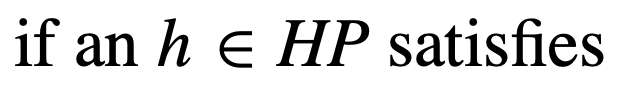 if an h ∈ HP satisfies